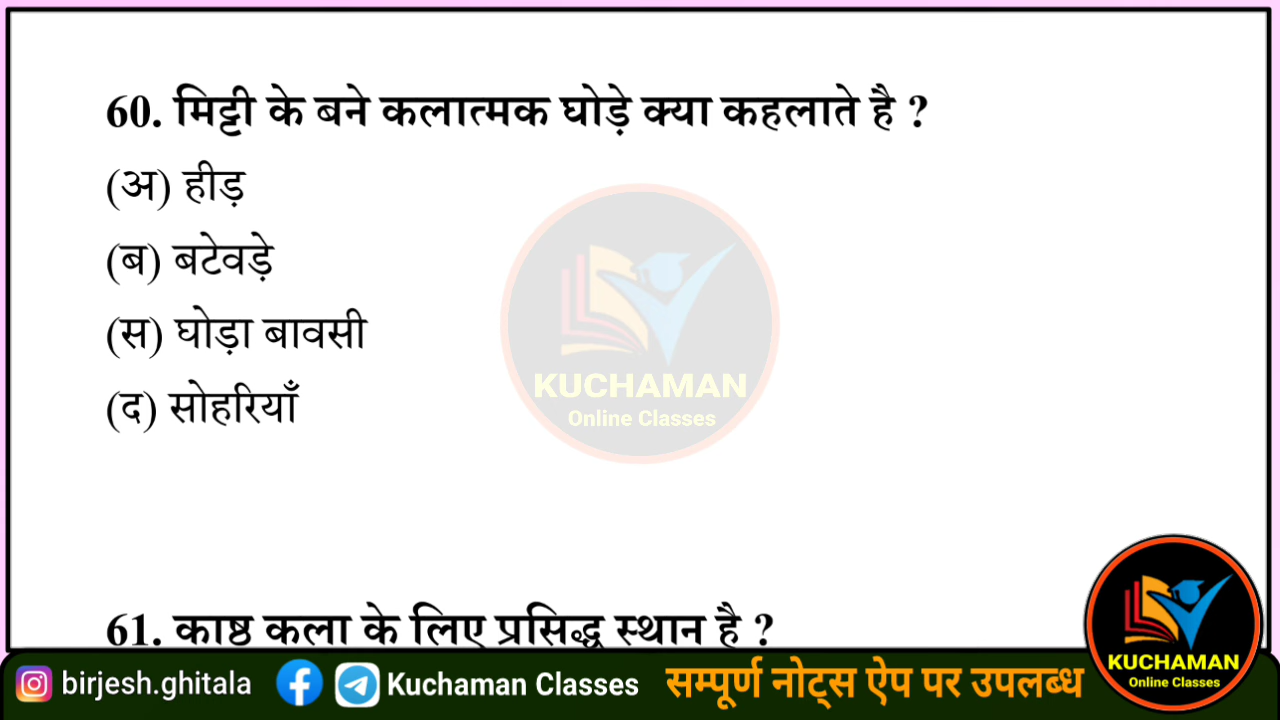 60. मिट्टी के बने कलात्मक घोड़े क्या कहलाते है ?
(अ) हीड़
(ब) बटेवड़े
(स) घोड़ा बावसी
(द) सोहरियाँ
KUCHAMAN
Online Classes
61. काष्ठ कला के लिए प्रसिद्ध स्थान है ?
KUCHAMAN
Online Classes
birjesh.ghitala Kuchaman Classes सम्पूर्ण नोट्स ऐप पर उपलब्ध